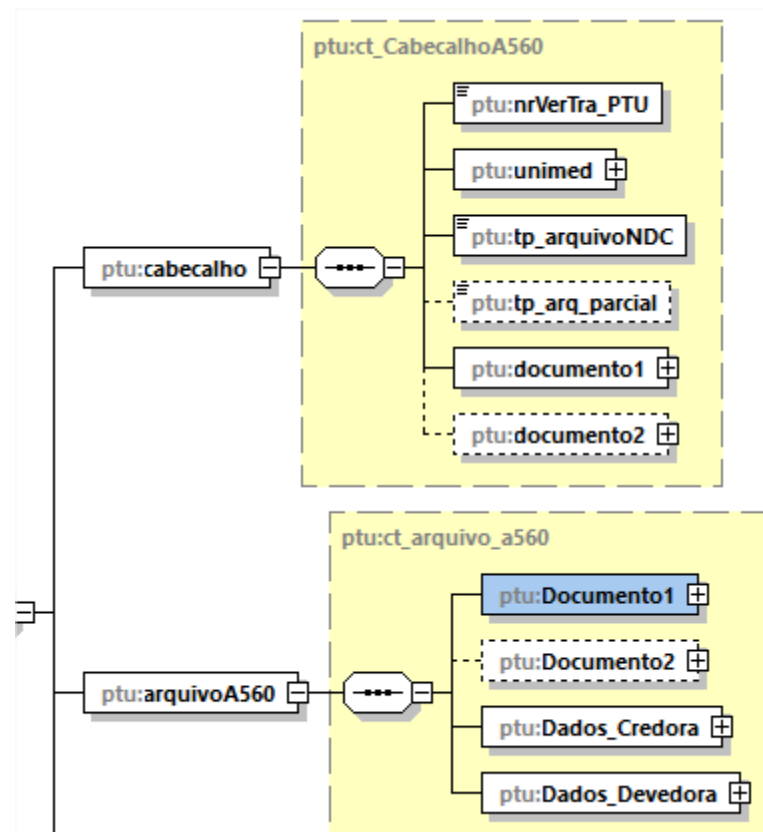 ptu:ct_CabecalhoA560
ptu:nrVerTra_PTU
ptu:unimed
ptu:tp_arquivoNDC
ptu:cabecalho
ptu:tp_arq_parcial
ptu:documento1
ptu:documento2
ptu:ct_arquivo_a560
ptu:Documento1
ptu:Documento2
ptu:arquivoA560
ptu:Dados_Credora
ptu:Dados_Devedora